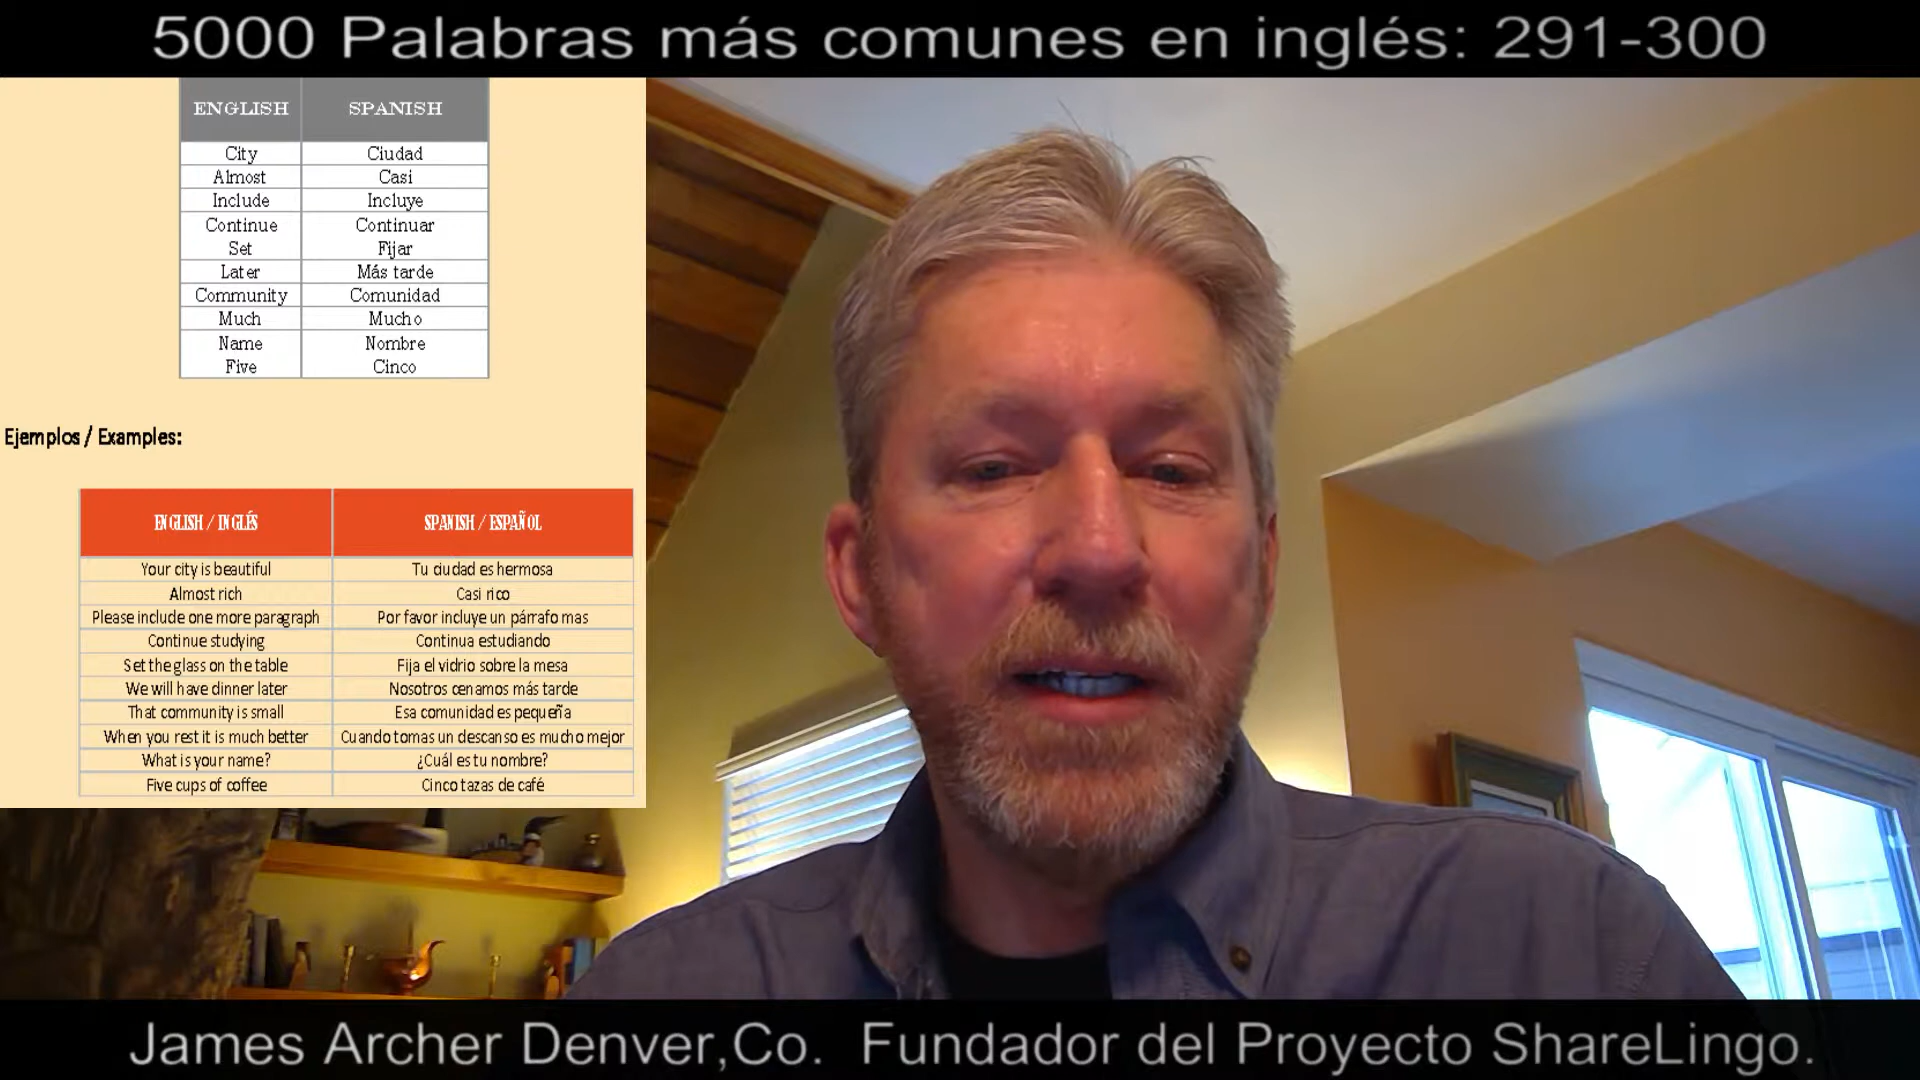 5000 Palabras más comunes en inglés: 291-300
ENGLISH SPANISH
City Ciudad
Almost Casi
Include Incluye
Continue Continuar
Set Fijar
Later Más tarde
Community Comunidad
Much Mucho
Name Nombre
Five Cinco
Ejemplos / Examples:
ENGLISH / INGLÉS SPANISH / ESPAÑOL
Your city is beautiful Tu ciudad es hermosa
Almost rich Casi rico
Please include one more paragraph Por favor incluye un párrafo mas
Continue studying Continua estudiando
Set the glass on the table Fija el vidrio sobre la mesa
We will have dinner later Nosotros cenamos más tarde
That community is small Esa comunidad es pequeña
When you rest it is much better Cuando tomas un descanso es mucho mejor
What is your name? ¿Cuál es tu nombre?
Five cups of coffee Cinco tazas de café
James Archer Denver,Co. Fundador del Proyecto ShareLingo.